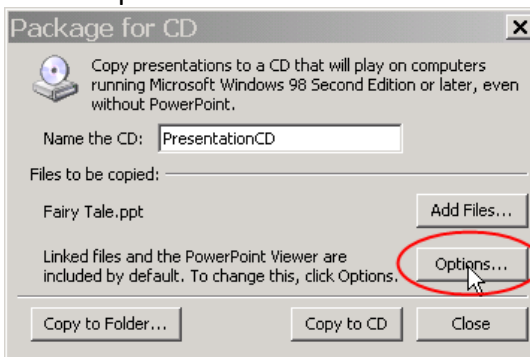 Package for CD
Copy presentations to a CD that will play on computers
running Microsoft Windows 98 Second Edition or later, even
without PowerPoint.
Name the CD: PresentationCD
Files to be copied:
Fairy Tale.ppt
Add Files...
Linked files and the PowerPoint Viewer are
included by default. To change this, click Options.
Options...
Copy to Folder...
Copy to CD
Close